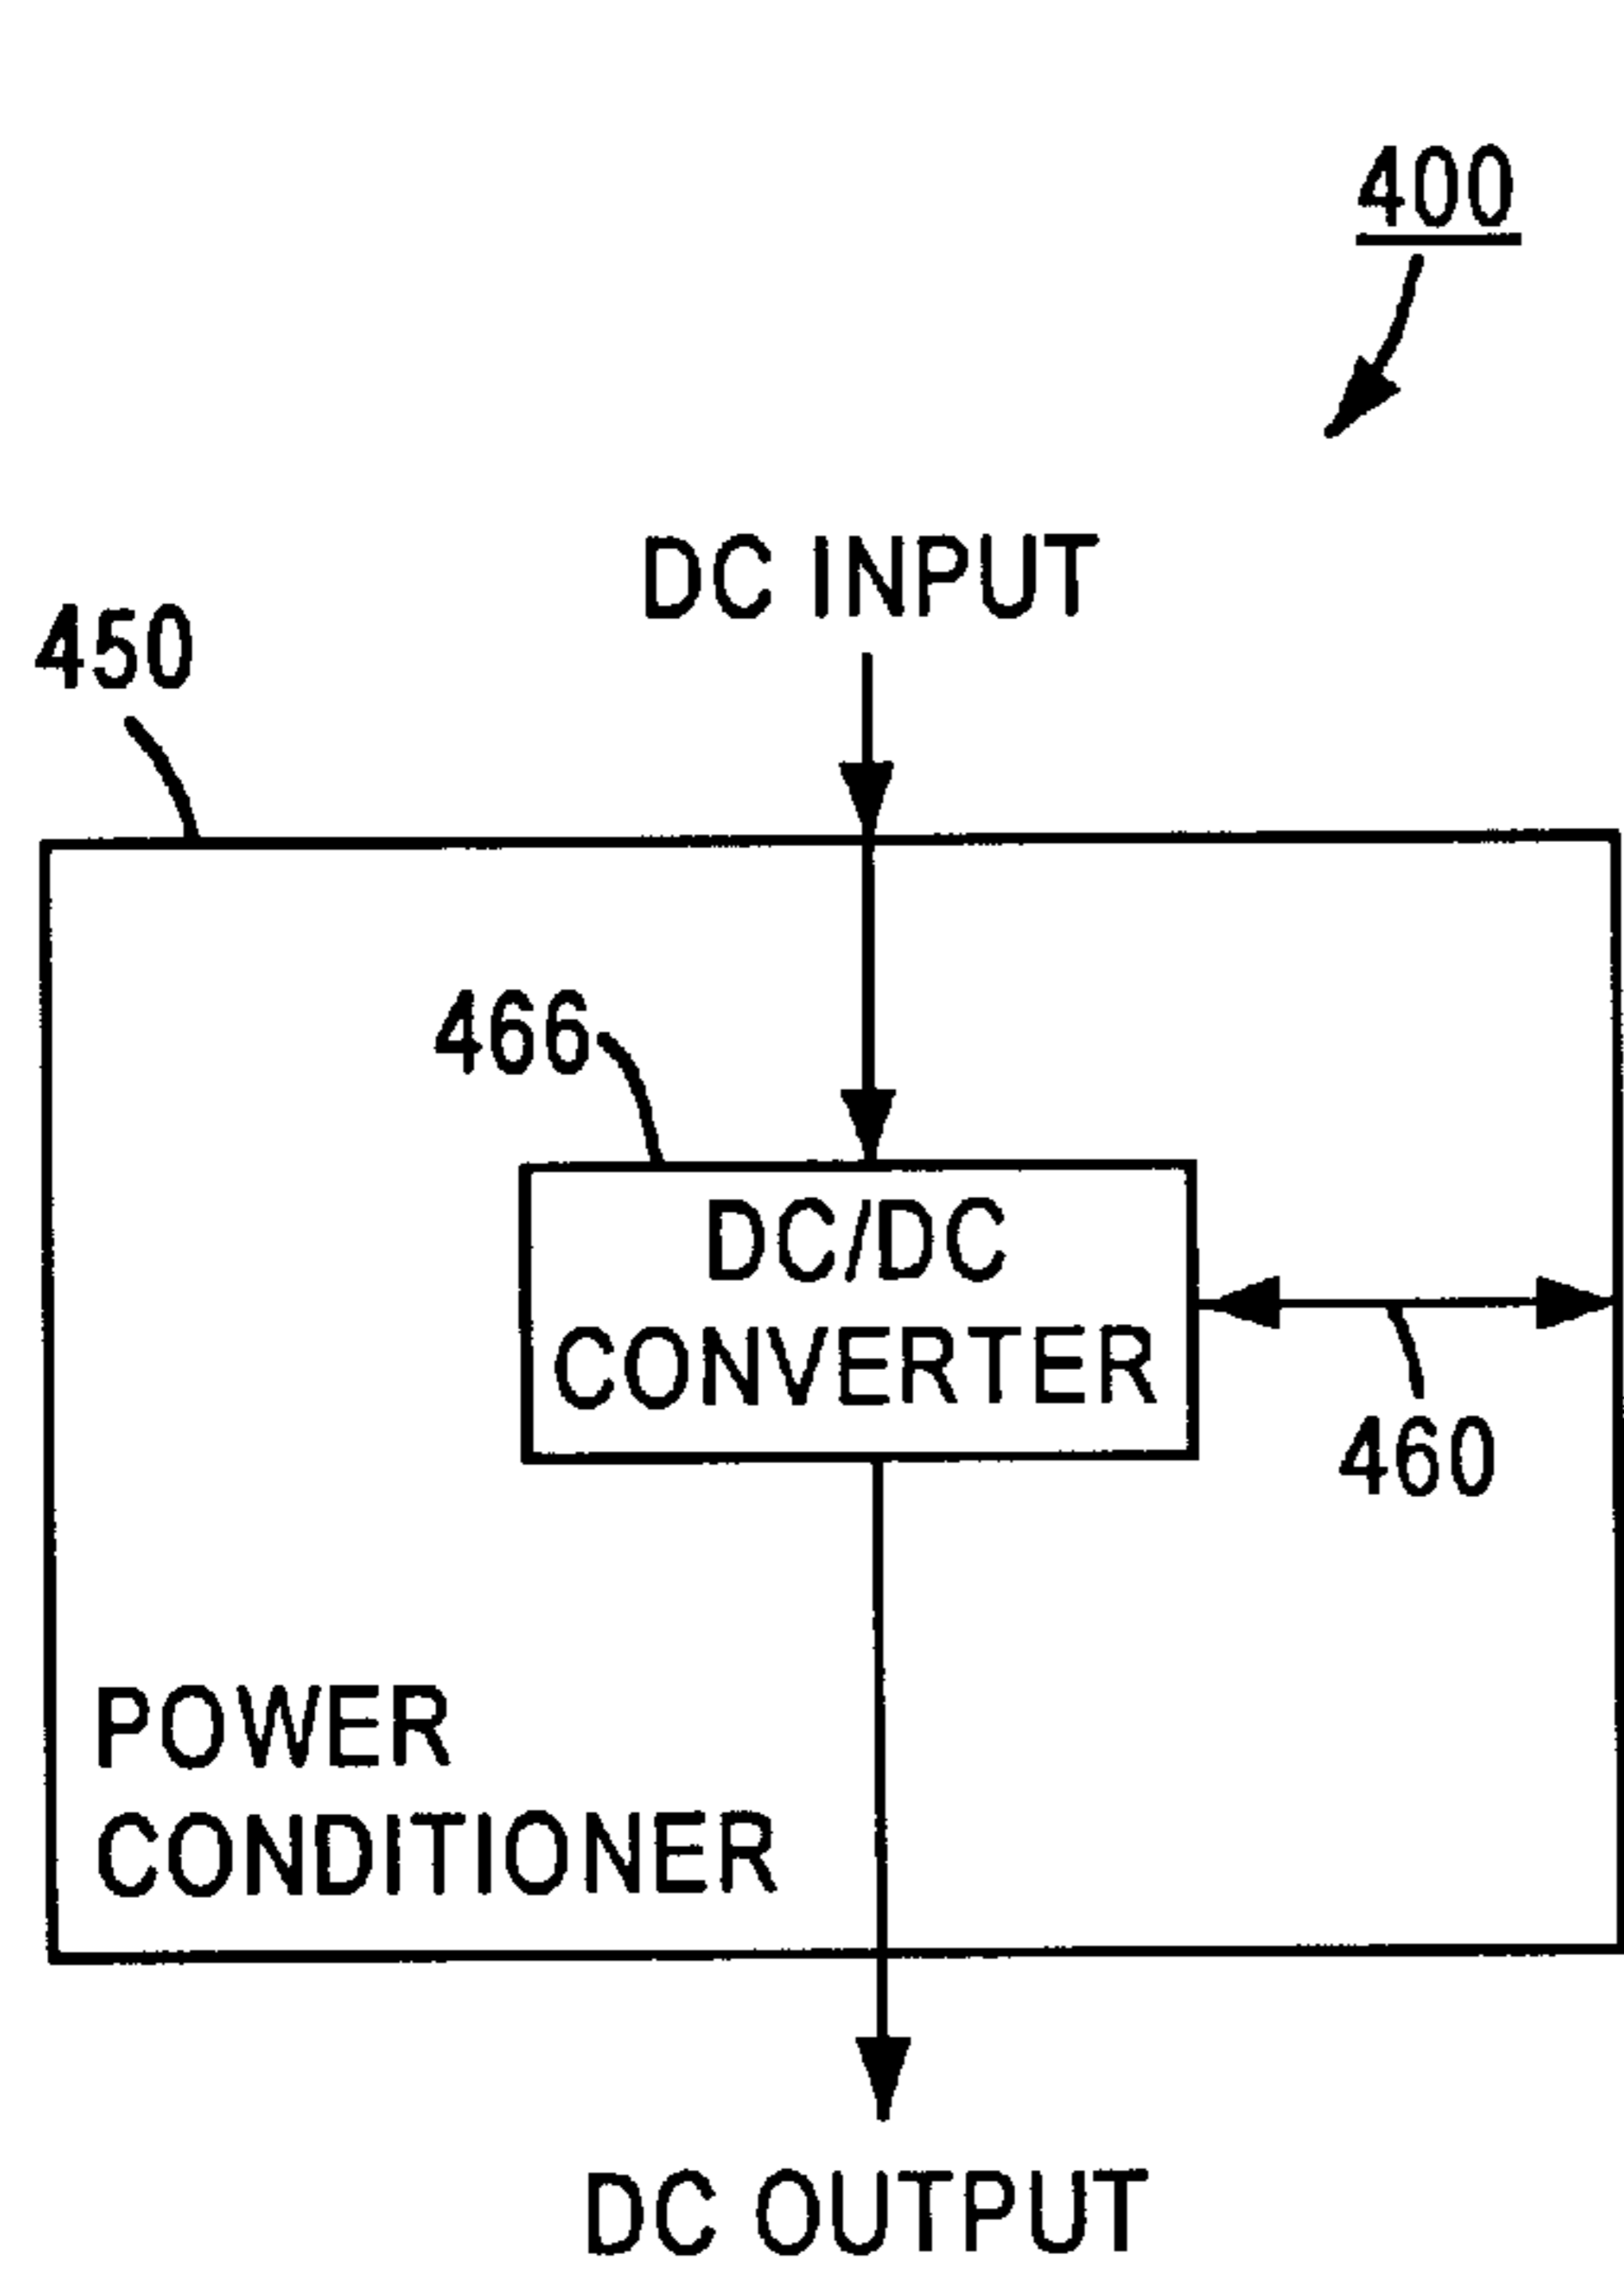 400
DC INPUT
450
466
DC/DC
CONVERTER
460
POWER
CONDITIONER
DC OUTPUT